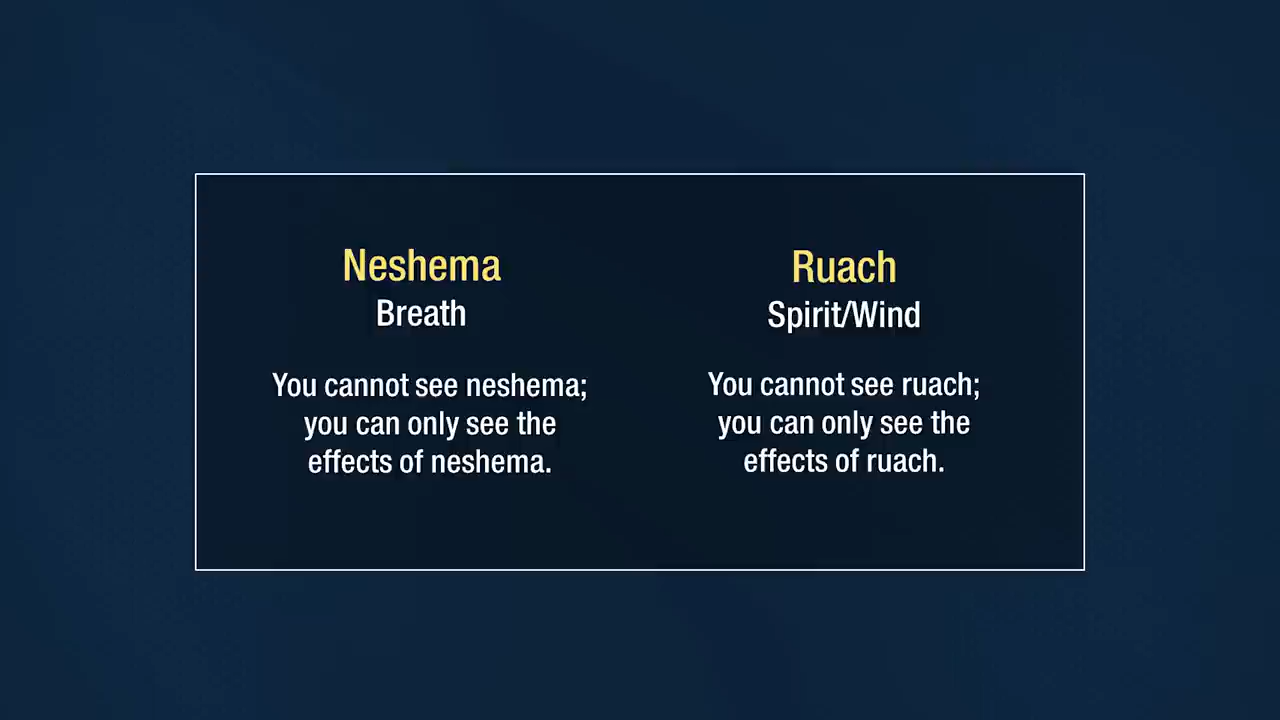 Neshema
Breath
You cannot see neshema;
you can only see the
effects of neshema.
Ruach
Spirit/Wind
You cannot see ruach;
you can only see the
effects of ruach.